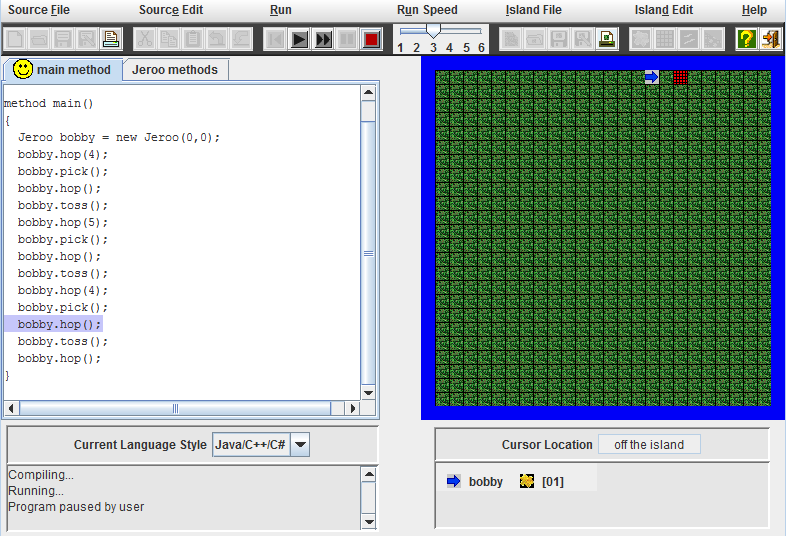 Source File Source Edit Run Run Speed Island File Island Edit Help
1 2 3 4 5 6
main method Jeroo methods
method main()
{
Jeroo bobby = new Jeroo(0,0);
bobby.hop(4);
bobby.pick();
bobby.hop();
bobby.toss();
bobby.hop(5);
bobby.pick();
bobby.hop();
bobby.toss();
bobby.hop(4);
bobby.pick();
bobby.hop();
bobby.toss();
bobby.hop();
}
Current Language Style Java/C++/C#
Compiling...
Running...
Program paused by user
Cursor Location off the island
bobby [01]